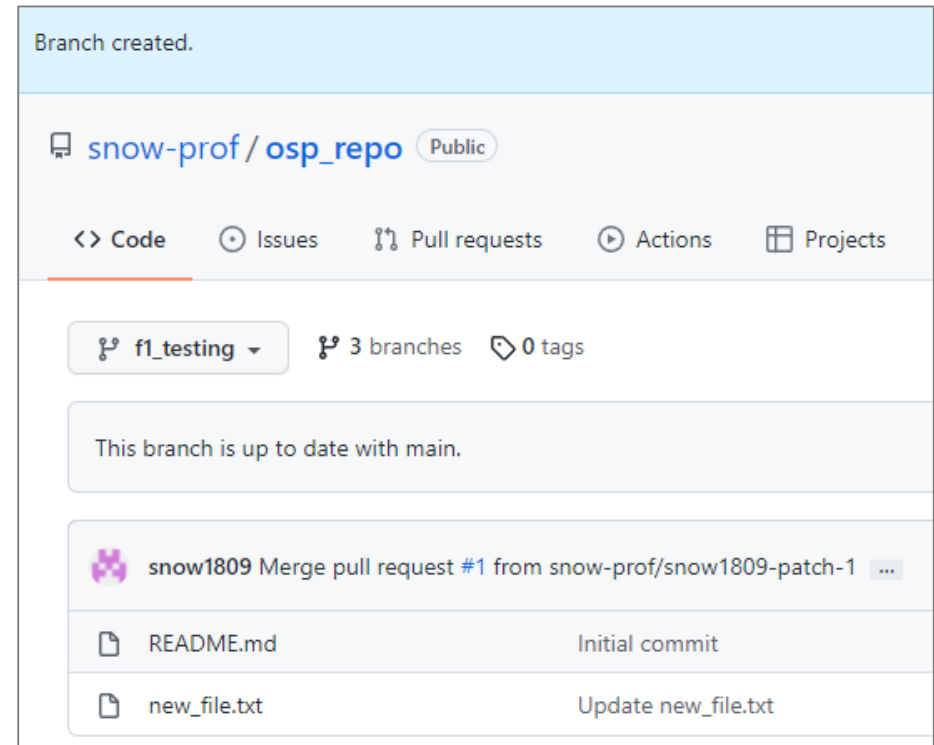 Branch created.
snow-prof / osp_repo Public
<> Code Issues Pull requests Actions Projects
f1_testing 3 branches 0 tags
This branch is up to date with main.
snow1809 Merge pull request #1 from snow-prof/snow1809-patch-1 ...
README.md Initial commit
new_file.txt Update new_file.txt